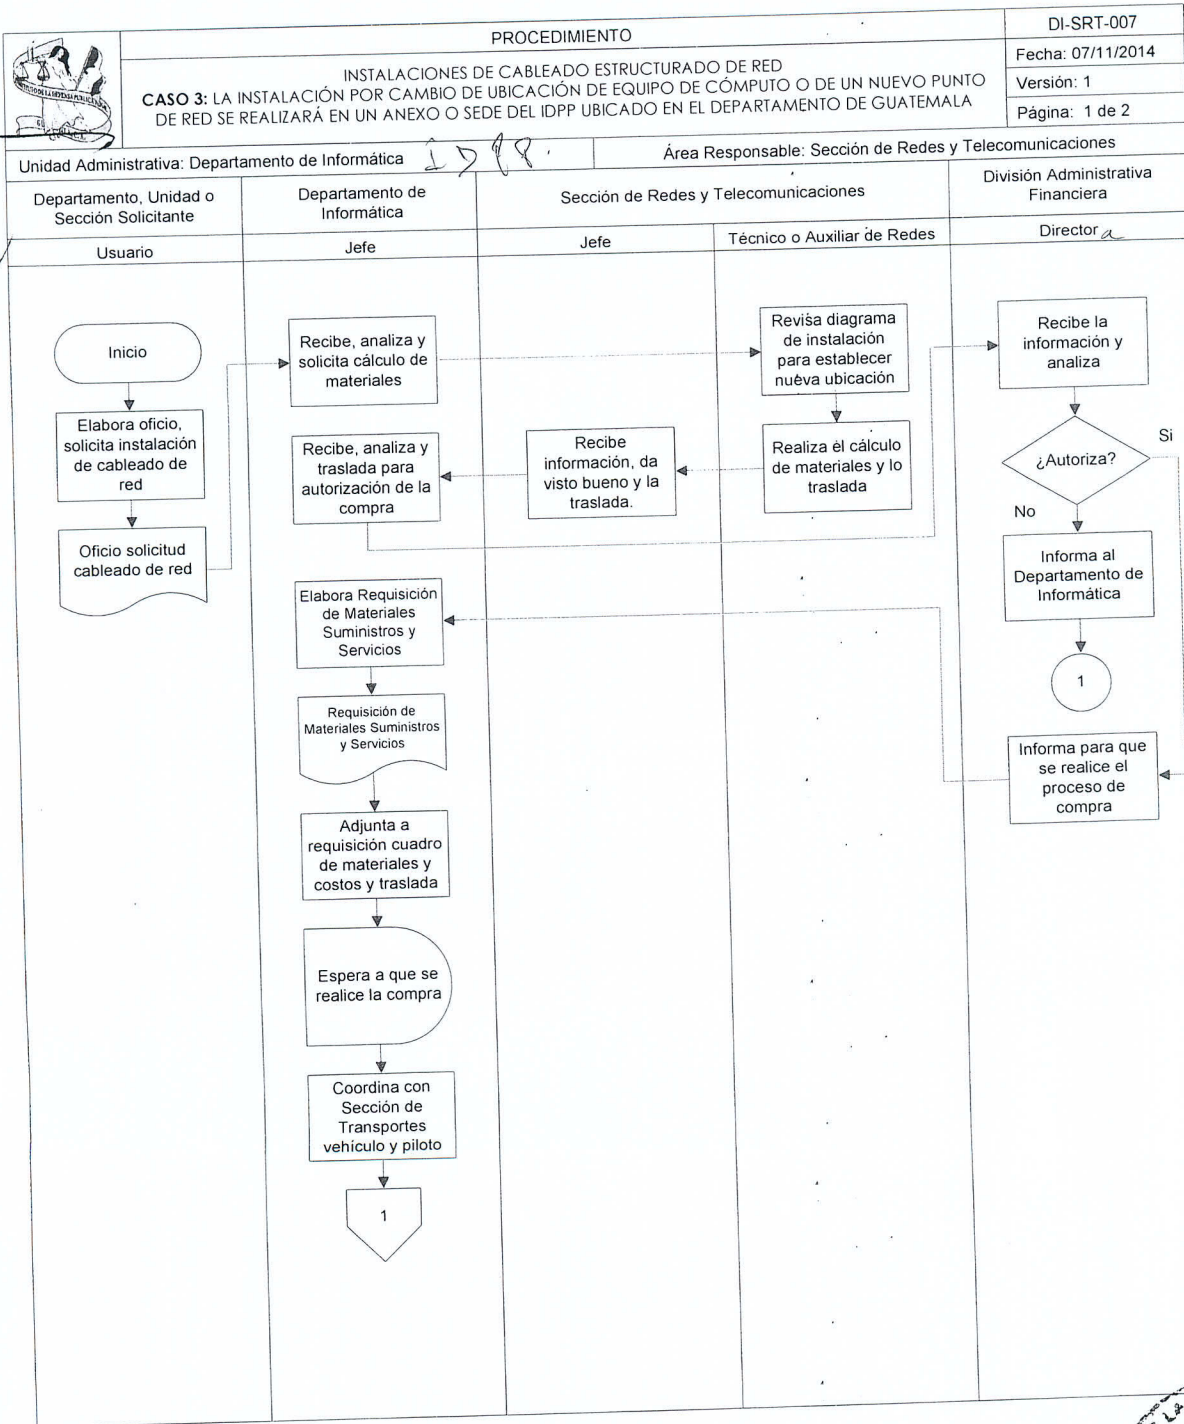 PROCEDIMIENTO
INSTALACIONES DE CABLEADO ESTRUCTURADO DE RED
CASO 3: LA INSTALACIÓN POR CAMBIO DE UBICACIÓN DE EQUIPO DE CÓMPUTO O DE UN NUEVO PUNTO
DE RED SE REALIZARÁ EN UN ANEXO O SEDE DEL IDPP UBICADO EN EL DEPARTAMENTO DE GUATEMALA
DI-SRT-007
Fecha: 07/11/2014
Versión: 1
Página: 1 de 2
Unidad Administrativa: Departamento de Informática
Área Responsable: Sección de Redes y Telecomunicaciones
Departamento, Unidad o
Sección Solicitante
Departamento de
Informática
Sección de Redes y Telecomunicaciones
División Administrativa
Financiera
Usuario
Jefe
Jefe
Técnico o Auxiliar de Redes
Director a
Inicio
Elabora oficio,
solicita instalación
de cableado de
red
Oficio solicitud
cableado de red
Recibe, analiza y
solicita cálculo de
materiales
Revisa diagrama
de instalación
para establecer
nueva ubicación
Realiza el cálculo
de materiales y lo
traslada
Recibe
información, da
visto bueno y la
traslada.
Recibe, analiza y
traslada para
autorización de la
compra
Recibe la
información y
analiza
¿Autoriza?
Si
No
Informa al
Departamento de
Informática
1
Informa para que
se realice el
proceso de
compra
Elabora Requisición
de Materiales
Suministros y
Servicios
Requisición de
Materiales Suministros
y Servicios
Adjunta a
requisición cuadro
de materiales y
costos y traslada
Espera a que se
realice la compra
Coordina con
Sección de
Transportes
vehículo y piloto
1